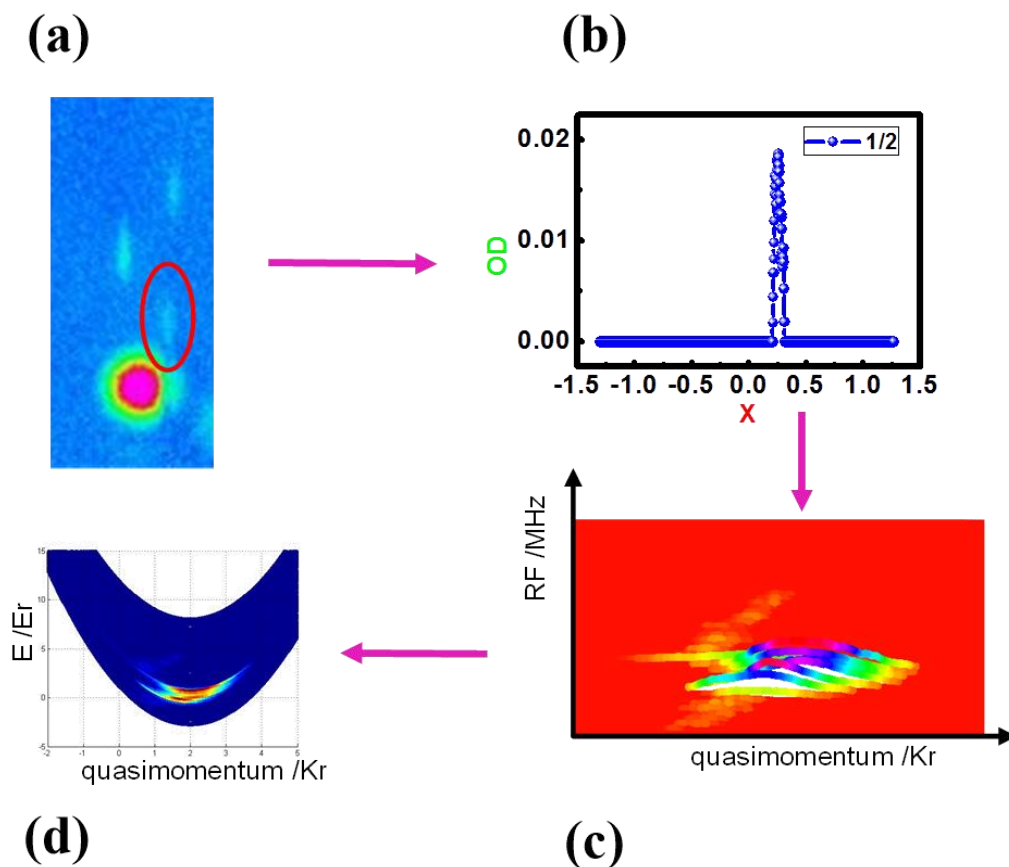 (a)
(b)
0.02
0.01
0.00
OD
1/2
-1.5 -1.0 -0.5 0.0 0.5 1.0 1.5
X
15
10
5
0
-5
E /Er
-2 -1 0 1 2 3 4 5
quasimomentum /Kr
RF /MHz
quasimomentum /Kr
(d)
(c)